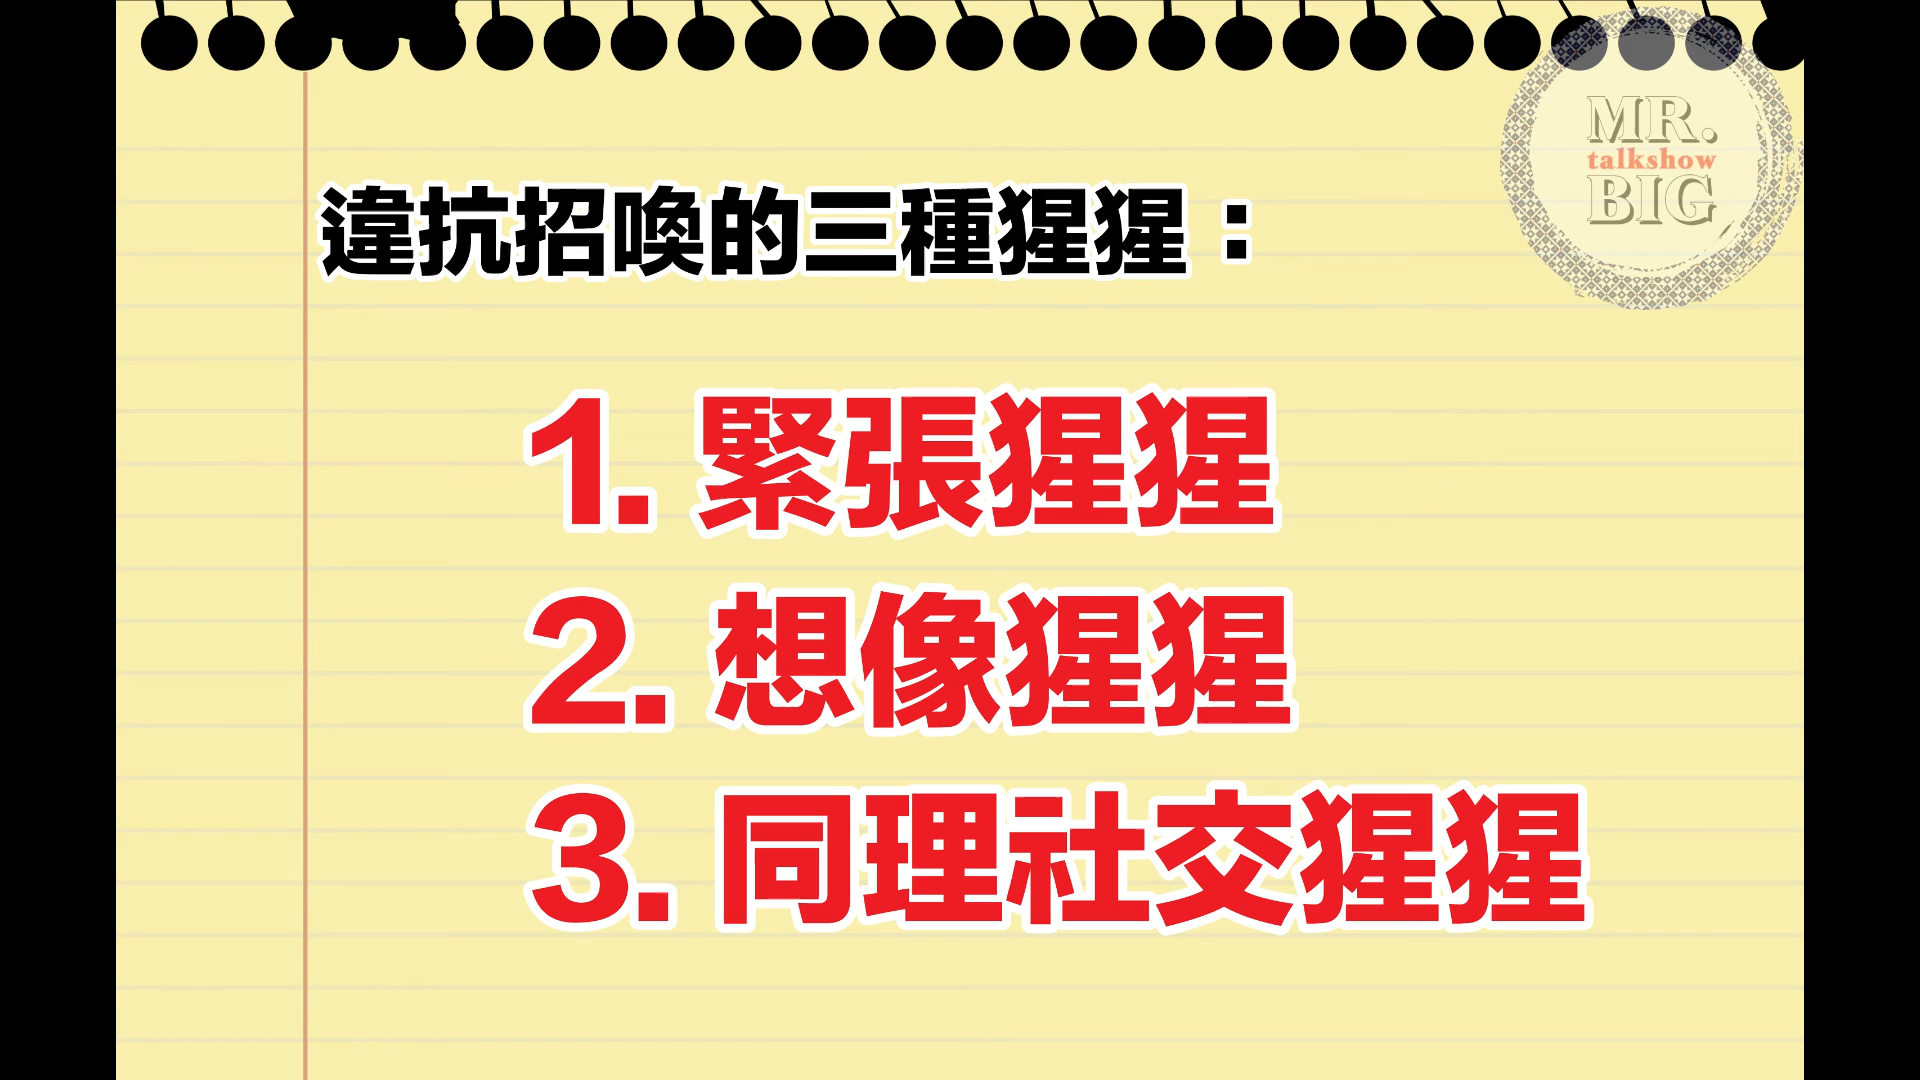 MR.
talkshow
BIG
違抗招喚的三種猩猩：
1. 緊張猩猩
2. 想像猩猩
3. 同理社交猩猩